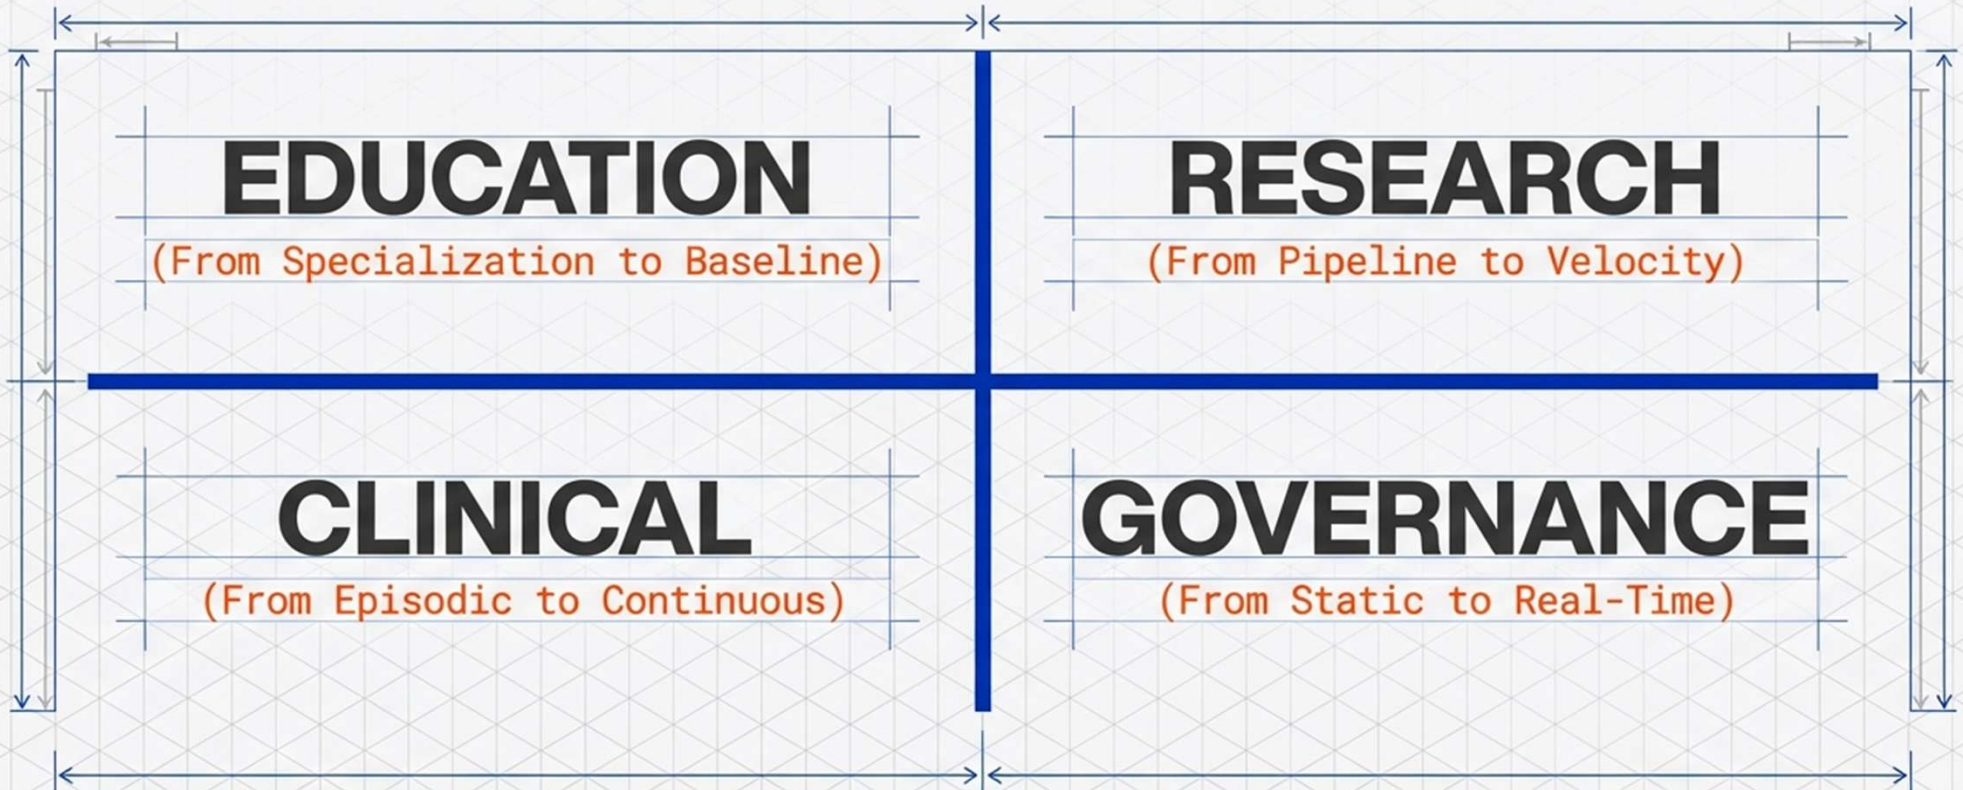 EDUCATION
(From Specialization to Baseline)
RESEARCH
(From Pipeline to Velocity)
CLINICAL
(From Episodic to Continuous)
GOVERNANCE
(From Static to Real-Time)